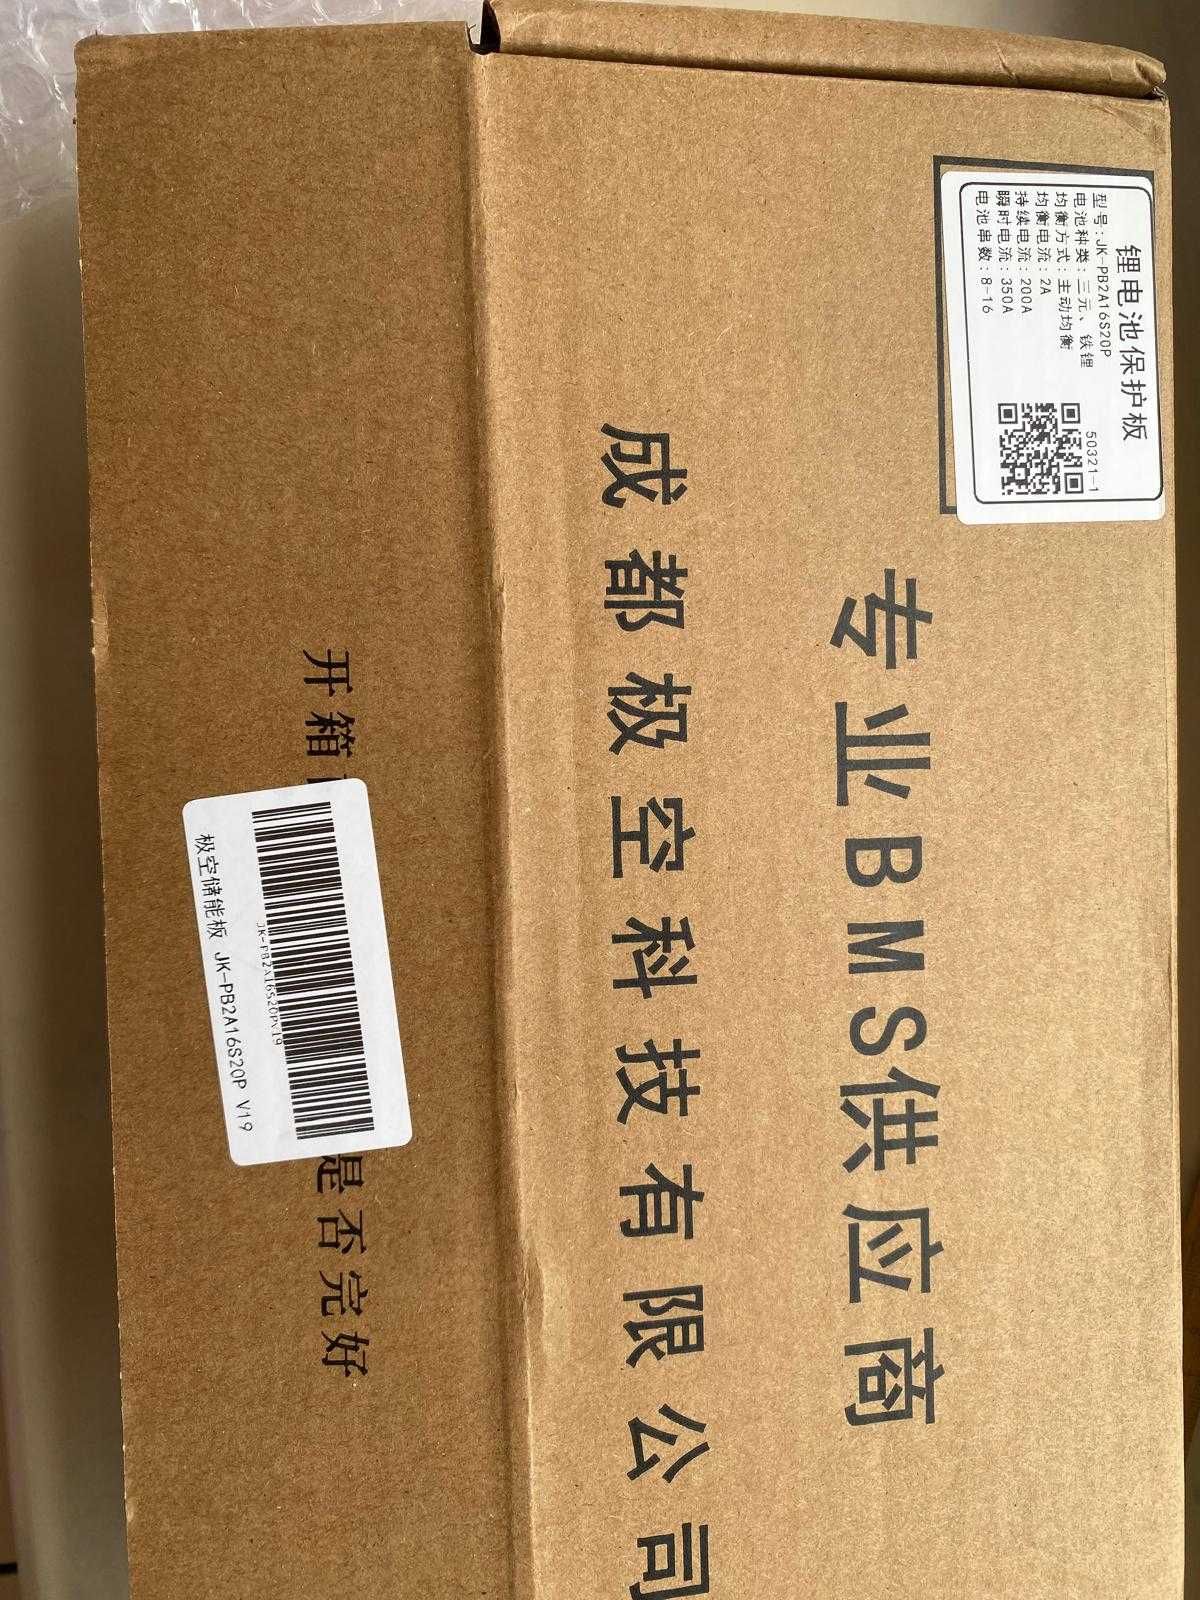 锂电池保护板
型号:JK-PB2A16S20P
电池种类:三元、铁锂
均衡方式:主动均衡
均衡电流:2A
持续电流:200A
瞬时电流:350A
电池串数:8-16
50321-1
专业BMS供应商
成都极空科技有限公司
开箱
是否完好
JK-PB2A16S20PV19
极空储能板 JK-PB2A16S20P V19